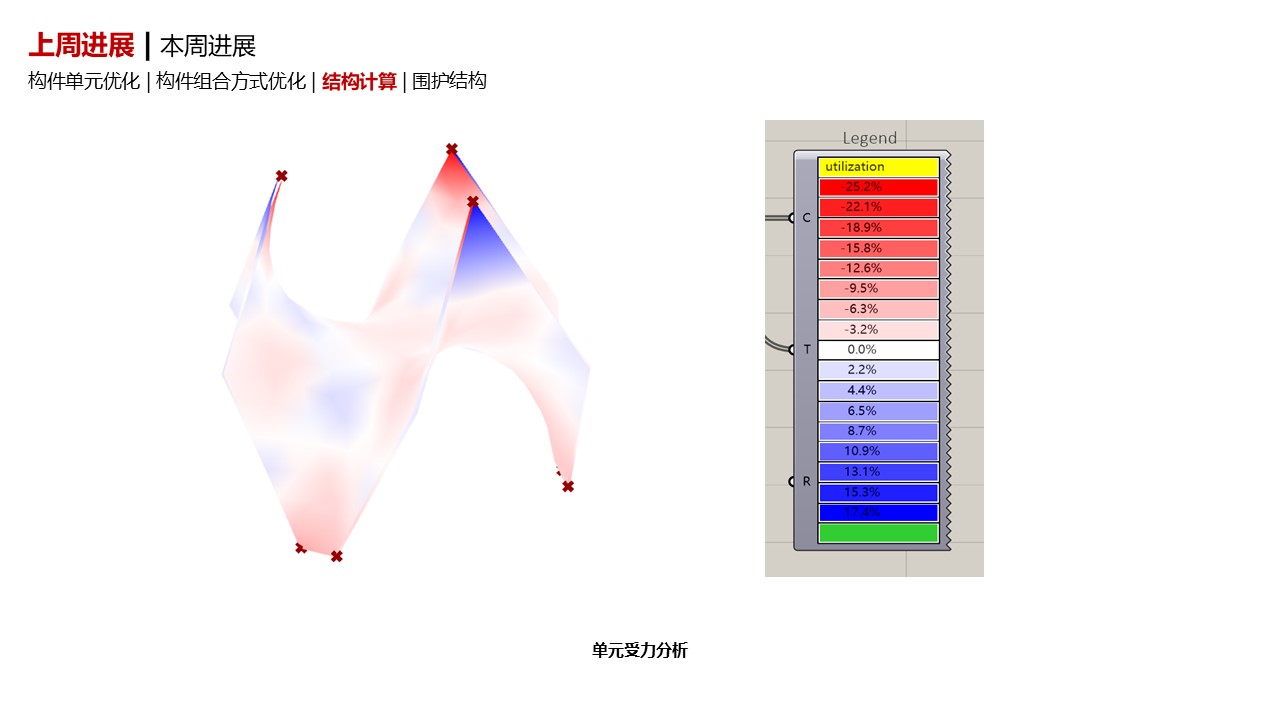 上周进展 | 本周进展
构件单元优化 | 构件组合方式优化 | 结构计算 | 围护结构
Legend
utilization
-25.2%
-22.1%
-18.9%
-15.8%
-12.6%
-9.5%
-6.3%
-3.2%
0.0%
2.2%
4.4%
6.5%
8.7%
10.9%
13.1%
15.3%
17.4%
C
T
R
单元受力分析